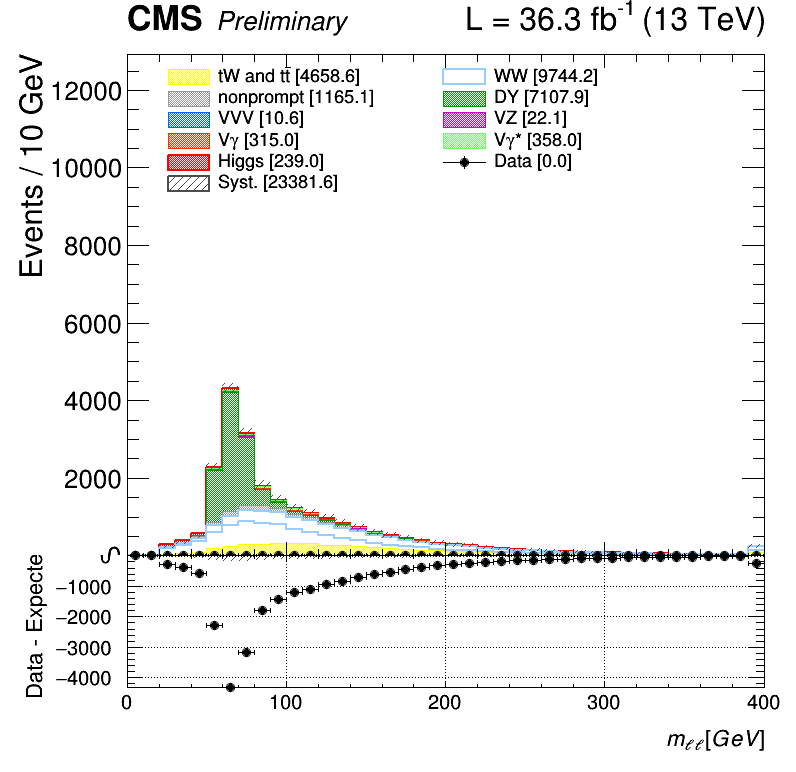 CMS Preliminary L = 36.3 fb⁻¹ (13 TeV)
Events / 10 GeV
12000
10000
8000
6000
4000
2000
0
tW and tt̄ [4658.6]
nonprompt [1165.1]
VVV [10.6]
Vγ [315.0]
Higgs [239.0]
Syst. [23381.6]
WW [9744.2]
DY [7107.9]
VZ [22.1]
Vγ* [358.0]
Data [0.0]
Data - Expecte
−1000
−2000
−3000
−4000
0 100 200 300 400
m_ℓℓ[GeV]